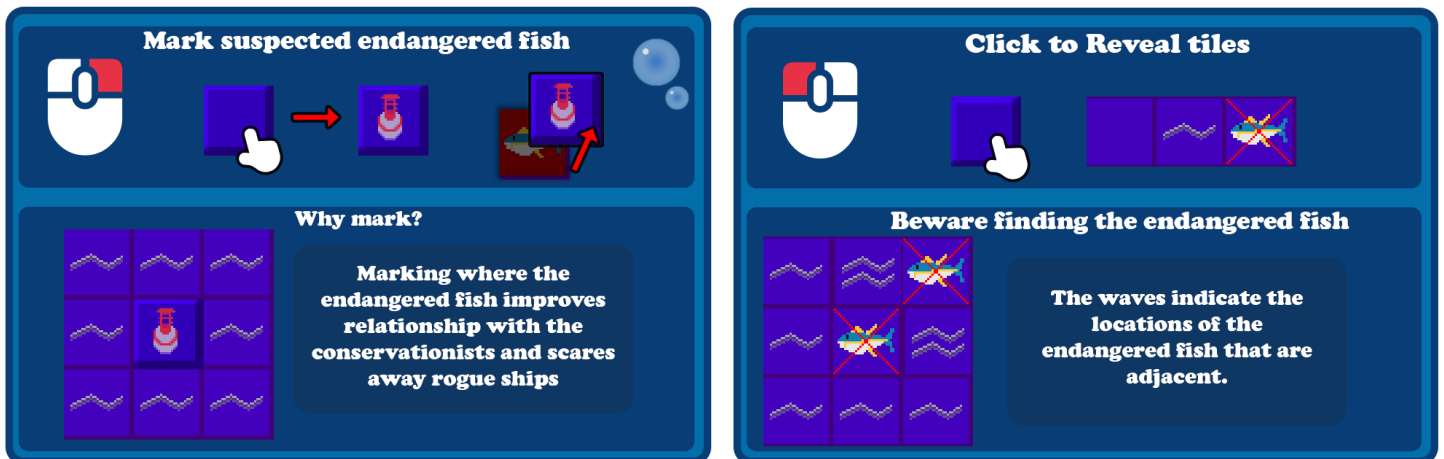 Mark suspected endangered fish
Why mark?
Marking where the
endangered fish improves
relationship with the
conservationists and scares
away rogue ships
Click to Reveal tiles
Beware finding the endangered fish
The waves indicate the
locations of the
endangered fish that are
adjacent.